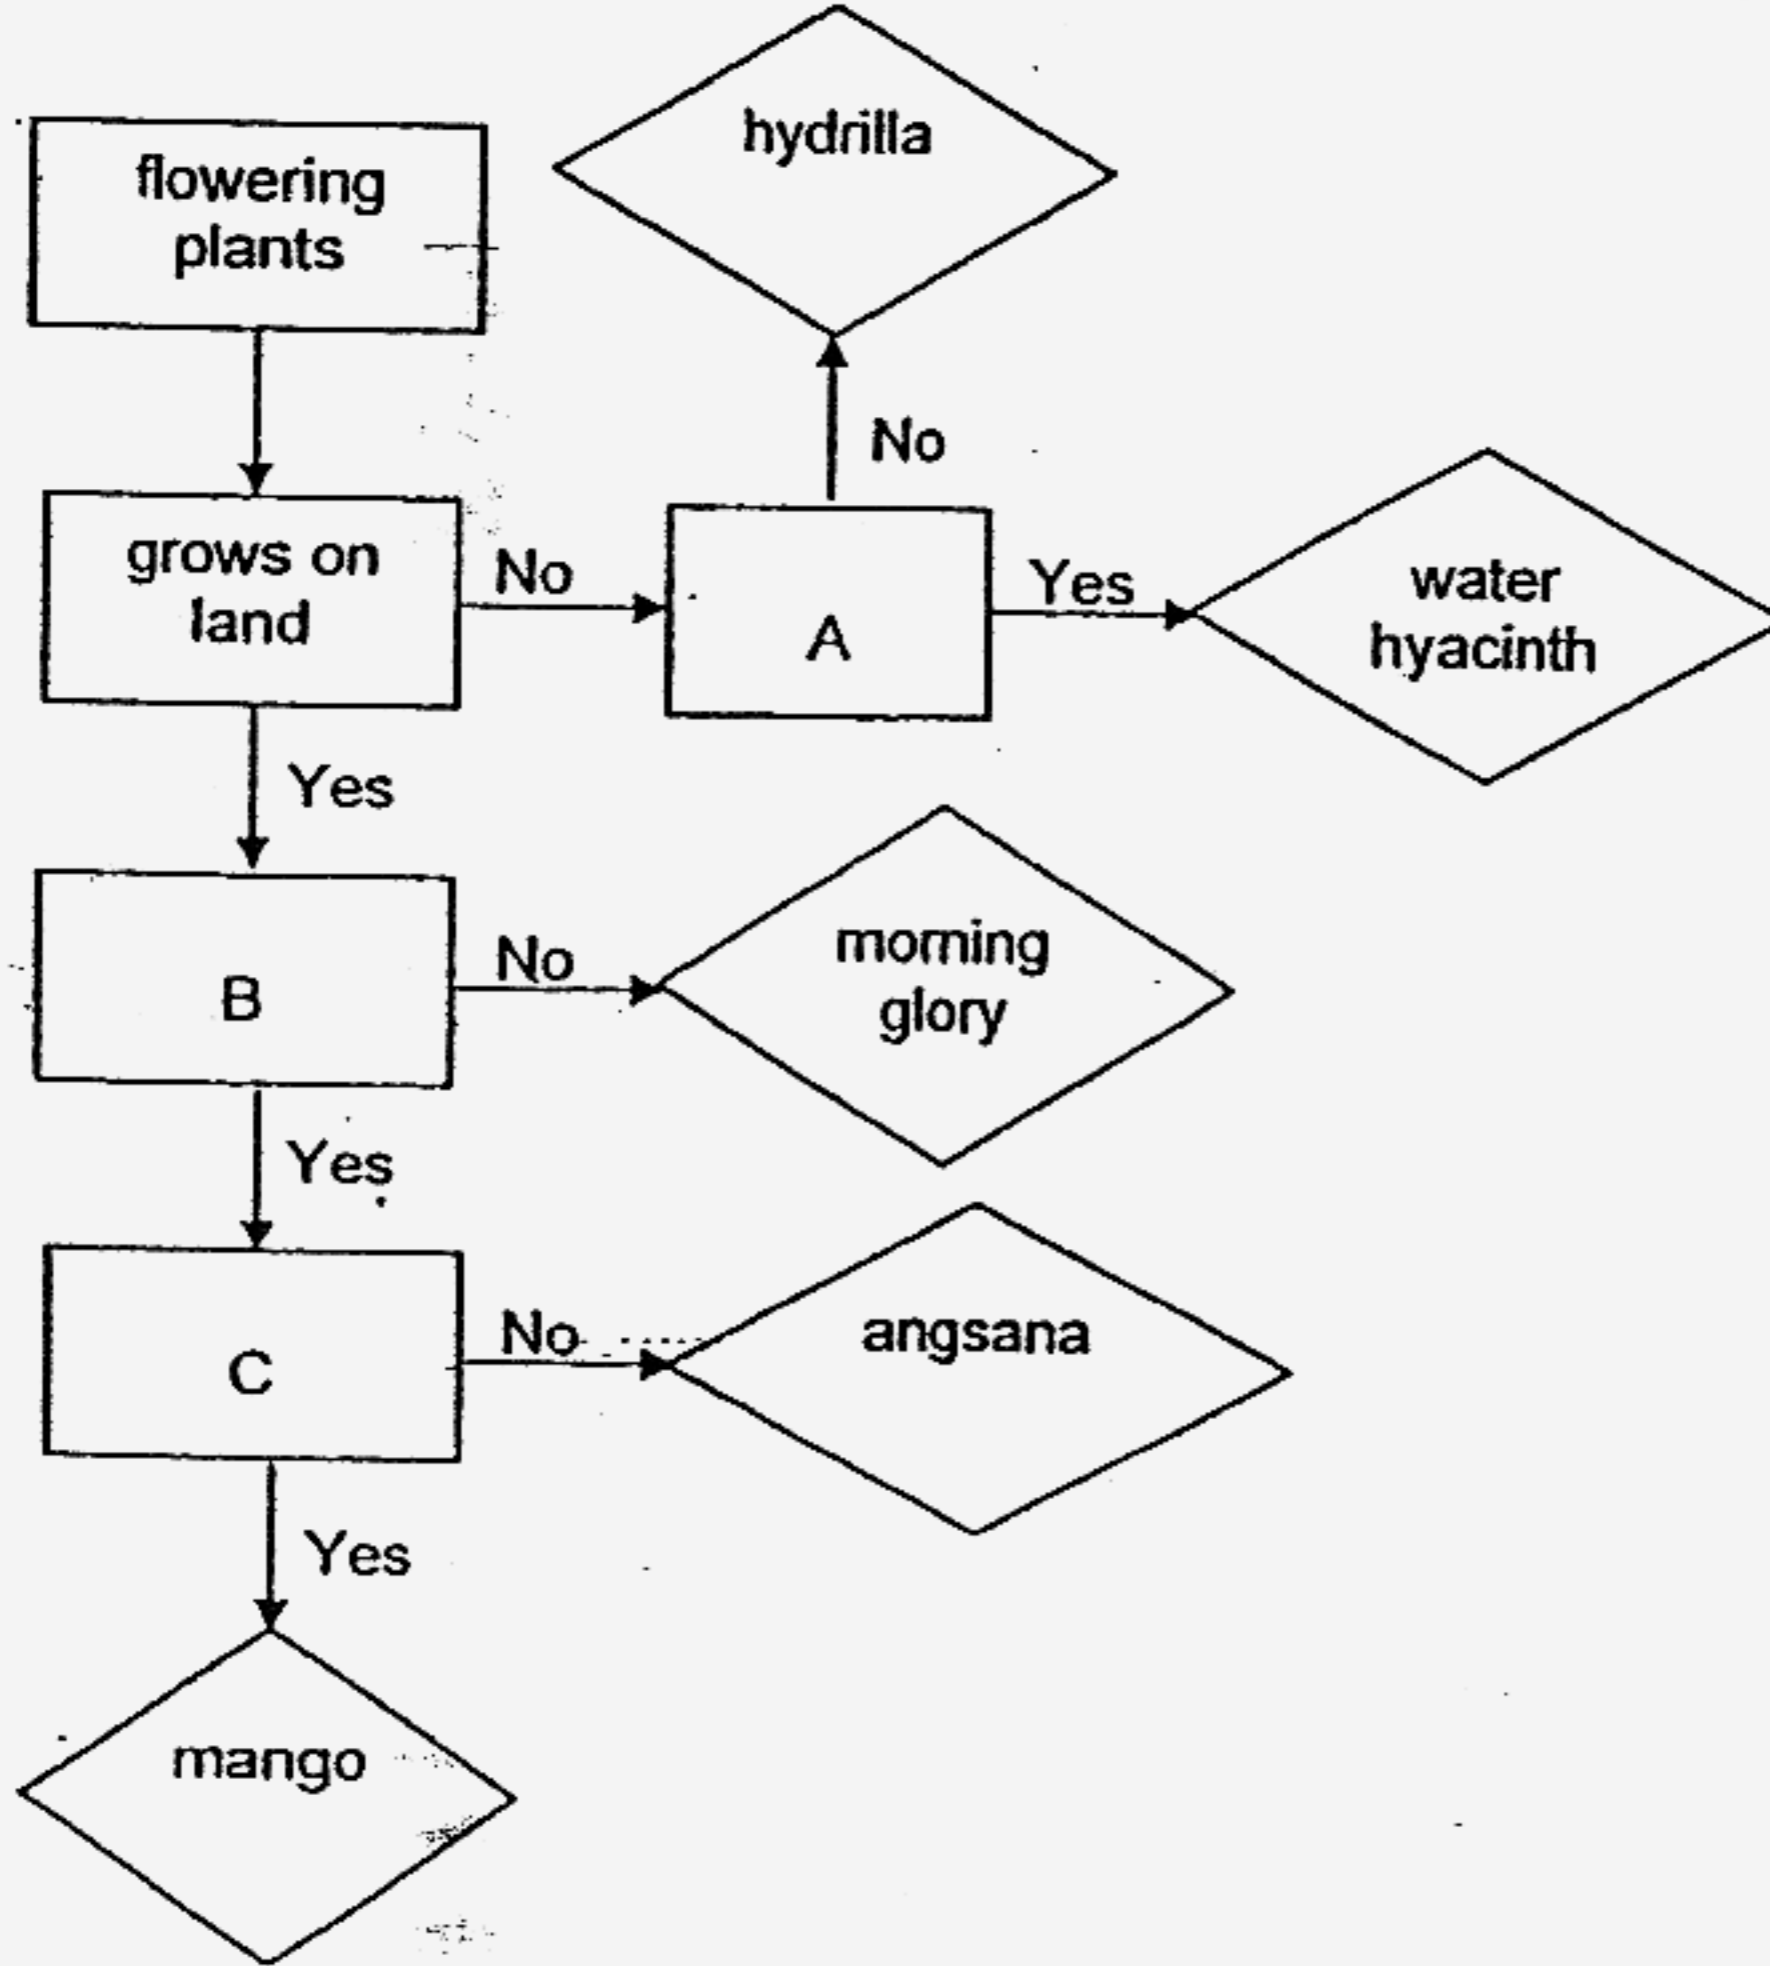 hydrilla
flowering
plants
No
grows on
land
No
A
Yes
water
hyacinth
Yes
B
No
morning
glory
Yes
C
No
angsana
Yes
mango